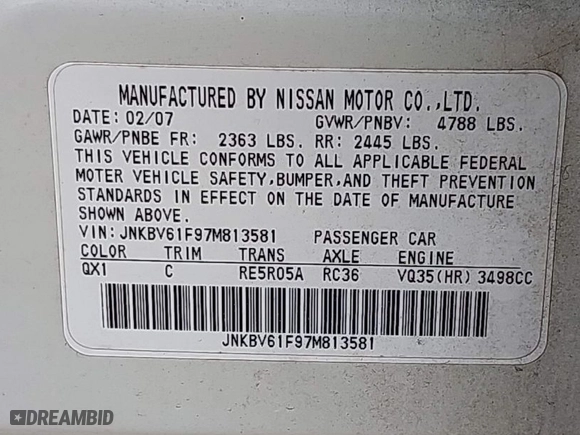 MANUFACTURED BY NISSAN MOTOR CO.,LTD.
DATE: 02/07 GVWR/PNBV: 4788 LBS.
GAWR/PNBE FR: 2363 LBS. RR: 2445 LBS.
THIS VEHICLE CONFORMS TO ALL APPLICABLE FEDERAL
MOTER VEHICLE SAFETY,BUMPER,AND THEFT PREVENTION
STANDARDS IN EFFECT ON THE DATE OF MANUFACTURE
SHOWN ABOVE.
VIN: JNKBV61F97M813581 PASSENGER CAR
COLOR TRIM TRANS AXLE ENGINE
QX1 C RE5R05A RC36 VQ35(HR) 3498CC
JNKBV61F97M813581
DREAMBID